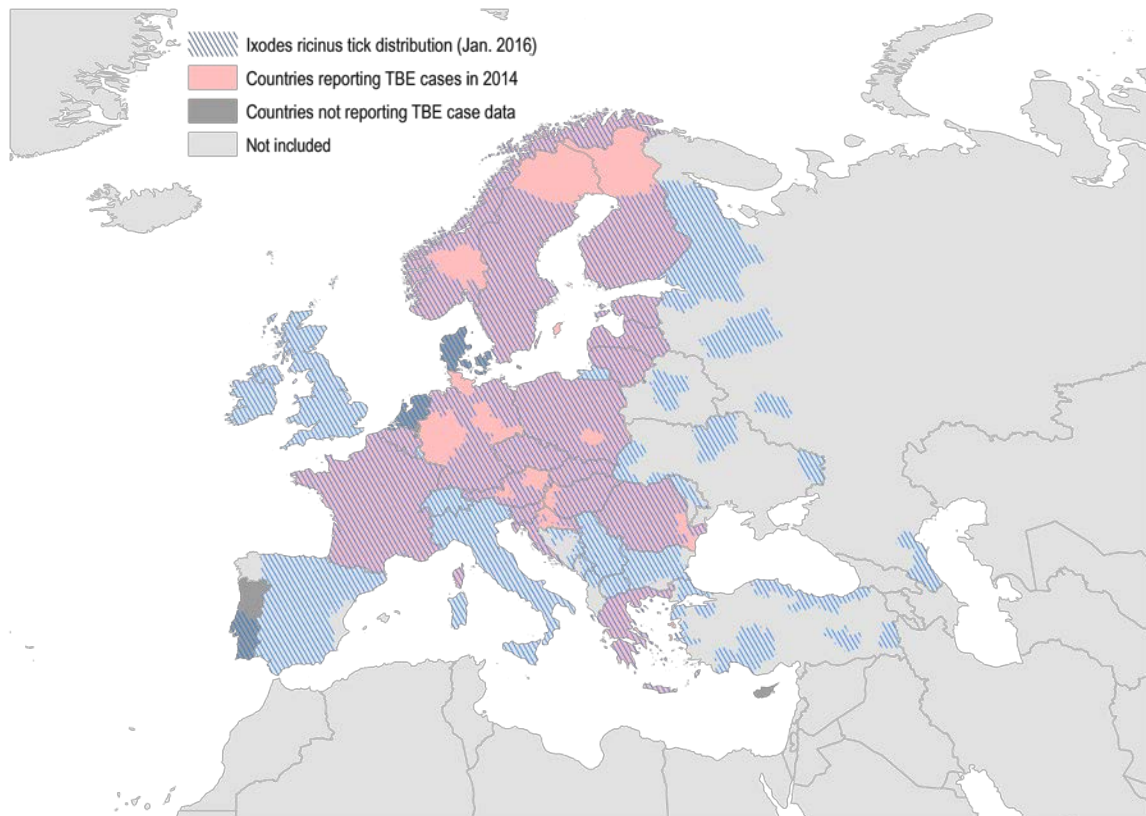 Ixodes ricinus tick distribution (Jan. 2016)
Countries reporting TBE cases in 2014
Countries not reporting TBE case data
Not included